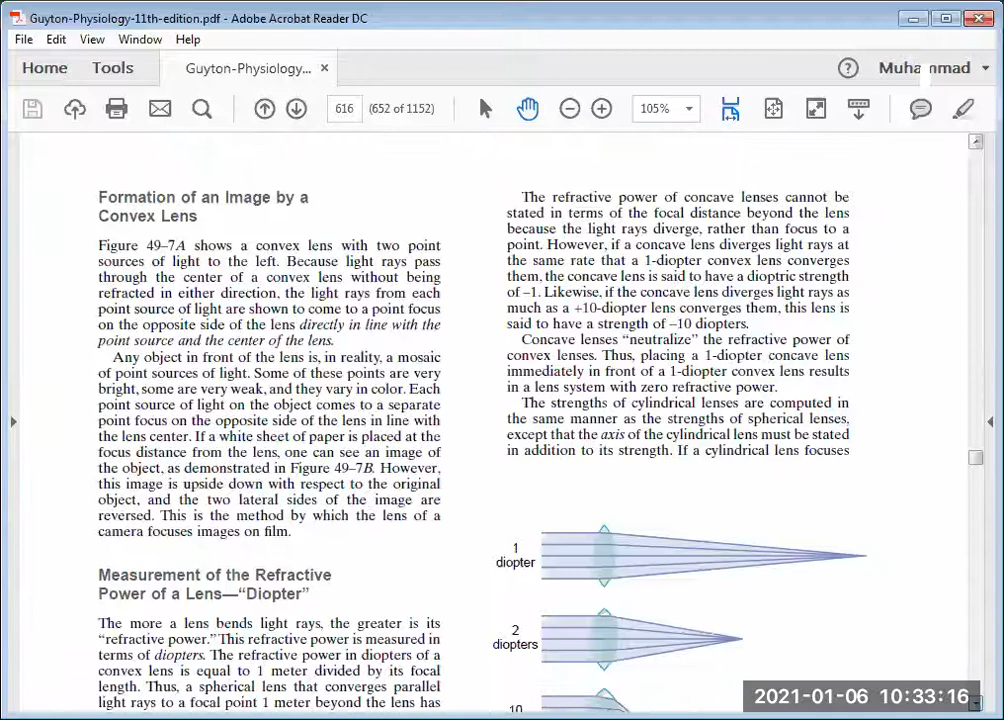 Guyton-Physiology-11th-edition.pdf - Adobe Acrobat Reader DC
File Edit View Window Help
Home Tools Guyton-Physiology... × ? Muhammad
616 (652 of 1152) 105%
Formation of an Image by a
Convex Lens
Figure 49–7A shows a convex lens with two point
sources of light to the left. Because light rays pass
through the center of a convex lens without being
refracted in either direction, the light rays from each
point source of light are shown to come to a point focus
on the opposite side of the lens directly in line with the
point source and the center of the lens.
Any object in front of the lens is, in reality, a mosaic
of point sources of light. Some of these points are very
bright, some are very weak, and they vary in color. Each
point source of light on the object comes to a separate
point focus on the opposite side of the lens in line with
the lens center. If a white sheet of paper is placed at the
focus distance from the lens, one can see an image of
the object, as demonstrated in Figure 49–7B. However,
this image is upside down with respect to the original
object, and the two lateral sides of the image are
reversed. This is the method by which the lens of a
camera focuses images on film.
Measurement of the Refractive
Power of a Lens—“Diopter”
The more a lens bends light rays, the greater is its
“refractive power.” This refractive power is measured in
terms of diopters. The refractive power in diopters of a
convex lens is equal to 1 meter divided by its focal
length. Thus, a spherical lens that converges parallel
light rays to a focal point 1 meter beyond the lens has
The refractive power of concave lenses cannot be
stated in terms of the focal distance beyond the lens
because the light rays diverge, rather than focus to a
point. However, if a concave lens diverges light rays at
the same rate that a 1-diopter convex lens converges
them, the concave lens is said to have a dioptric strength
of –1. Likewise, if the concave lens diverges light rays as
much as a +10-diopter lens converges them, this lens is
said to have a strength of –10 diopters.
Concave lenses “neutralize” the refractive power of
convex lenses. Thus, placing a 1-diopter concave lens
immediately in front of a 1-diopter convex lens results
in a lens system with zero refractive power.
The strengths of cylindrical lenses are computed in
the same manner as the strengths of spherical lenses,
except that the axis of the cylindrical lens must be stated
in addition to its strength. If a cylindrical lens focuses
1
diopter
2
diopters
10
2021-01-06 10:33:16